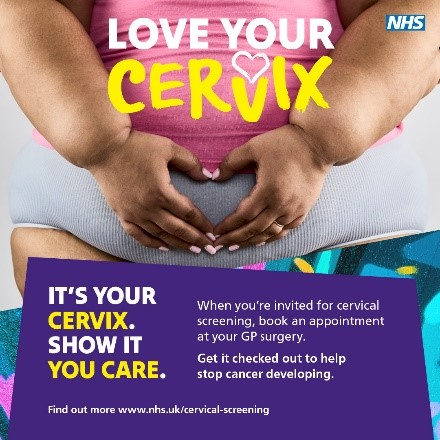 LOVE YOUR
CERVIX
NHS
IT'S YOUR
CERVIX.
SHOW IT
YOU CARE.
When you're invited for cervical
screening, book an appointment
at your GP surgery.
Get it checked out to help
stop cancer developing.
Find out more www.nhs.uk/cervical-screening